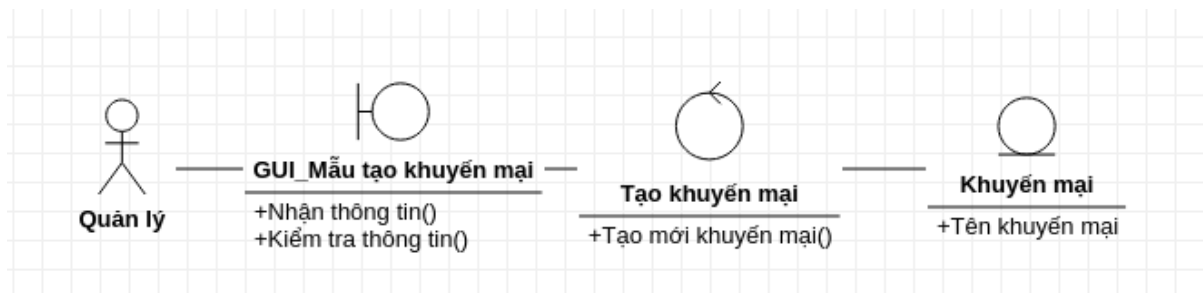 Quản lý
GUI_Mẫu tạo khuyến mại
+Nhận thông tin()
+Kiểm tra thông tin()
Tạo khuyến mại
+Tạo mới khuyến mại()
Khuyến mại
+Tên khuyến mại